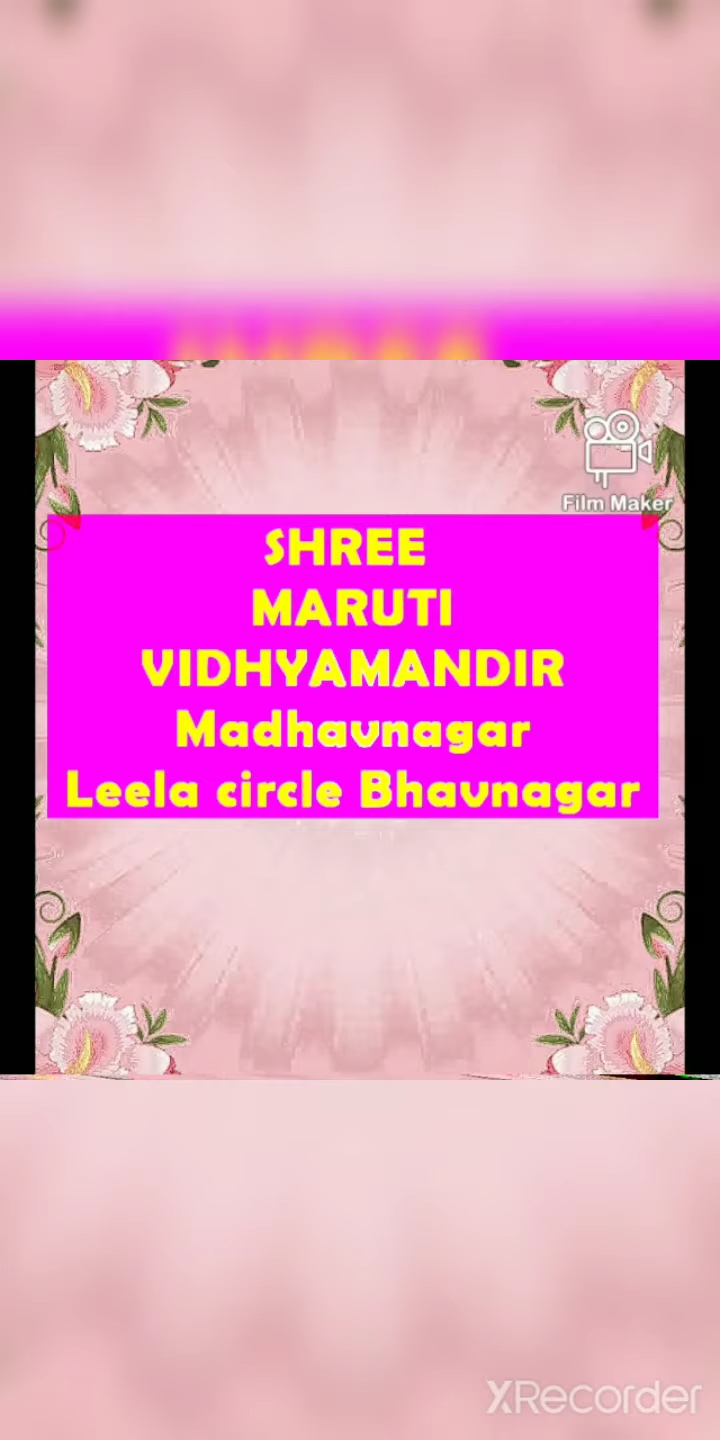 Film Maker
SHREE
MARUTI
VIDHYAMANDIR
Madhavnagar
Leela circle Bhavnagar
XRecorder